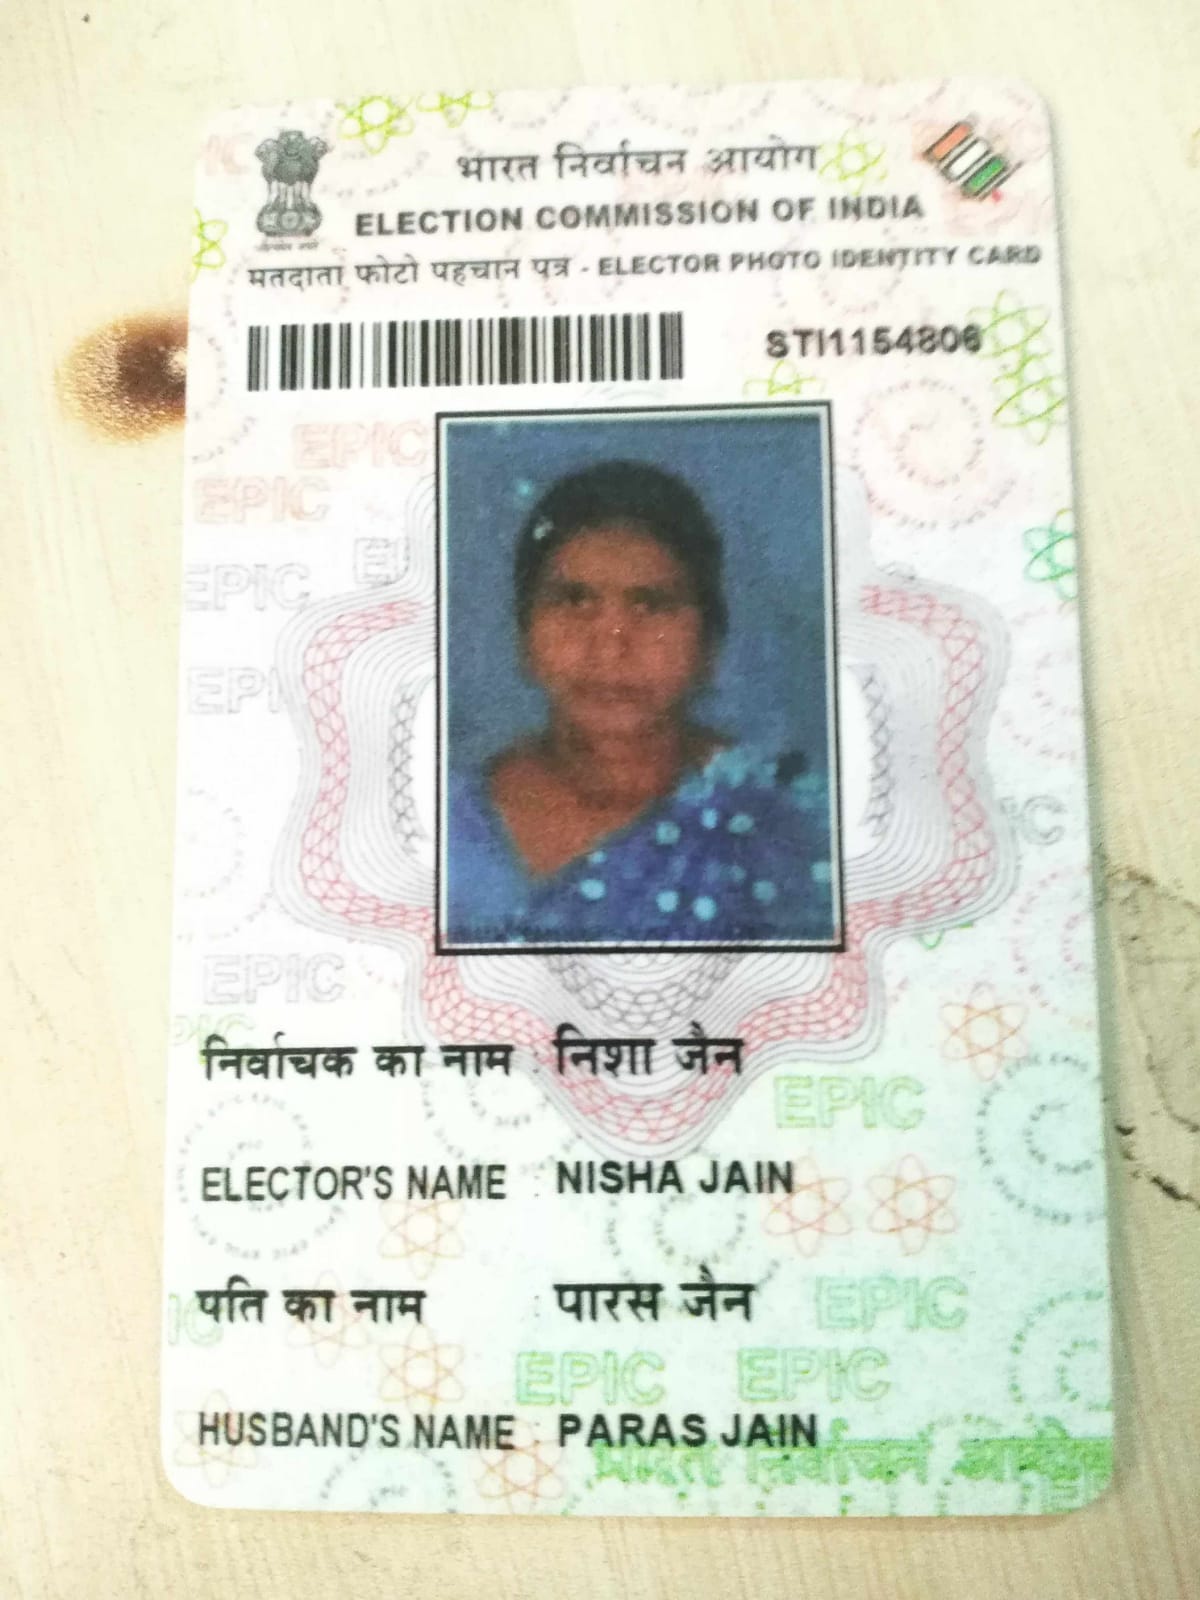 भारत निर्वाचन आयोग
ELECTION COMMISSION OF INDIA
मतदाता फोटो पहचान पत्र - ELECTOR PHOTO IDENTITY CARD
STI1154806
EPIC
EPIC
EPIC
EPI
EPIC
निर्वाचक का नाम : निशा जैन
EPIC
ELECTOR'S NAME : NISHA JAIN
पति का नाम : पारस जैन
EPIC
EPIC EPIC
HUSBAND'S NAME : PARAS JAIN
भारत निर्वाचन आयोग